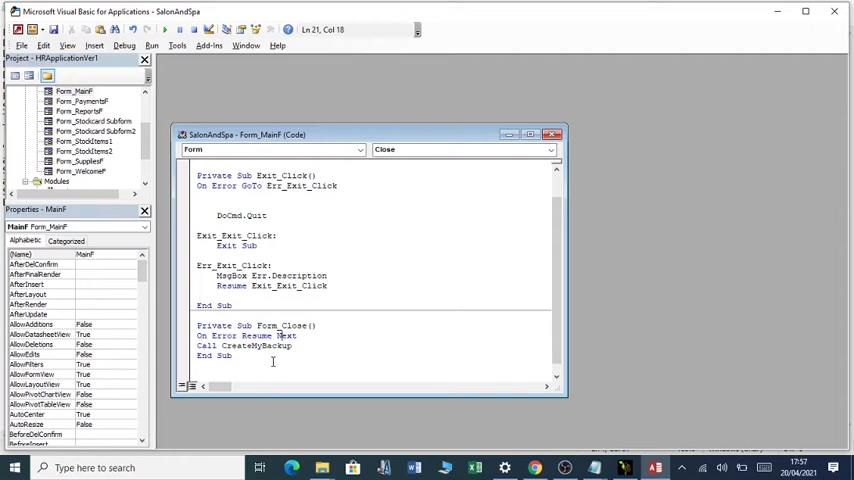 Microsoft Visual Basic for Applications - SalonAndSpa
File Edit View Insert Debug Run Tools Add-Ins Window Help
Ln 21, Col 18
Project - HRApplicationVer1
Form_MainF
Form_PaymentsF
Form_ReportsF
Form_Stockcard Subform
Form_Stockcard Subform2
Form_StockItems1
Form_StockItems2
Form_SuppliesF
Form_WelcomeF
Modules
Properties - MainF
MainF Form_MainF
Alphabetic Categorized
(Name) MainF
AfterDelConfirm
AfterFinalRender
AfterInsert
AfterLayout
AfterRender
AfterUpdate
AllowAdditions False
AllowDatasheetView True
AllowDeletions False
AllowEdits False
AllowFilters True
AllowFormView True
AllowLayoutView True
AllowPivotChartView False
AllowPivotTableView False
AutoCenter True
AutoResize False
BeforeDelConfirm
BeforeInsert
SalonAndSpa - Form_MainF (Code)
Form Close
Private Sub Exit_Click()
On Error GoTo Err_Exit_Click
DoCmd.Quit
Exit_Exit_Click:
Exit Sub
Err_Exit_Click:
MsgBox Err.Description
Resume Exit_Exit_Click
End Sub
Private Sub Form_Close()
On Error Resume Next
Call CreateMyBackup
End Sub
Type here to search
17:57
20/04/2021